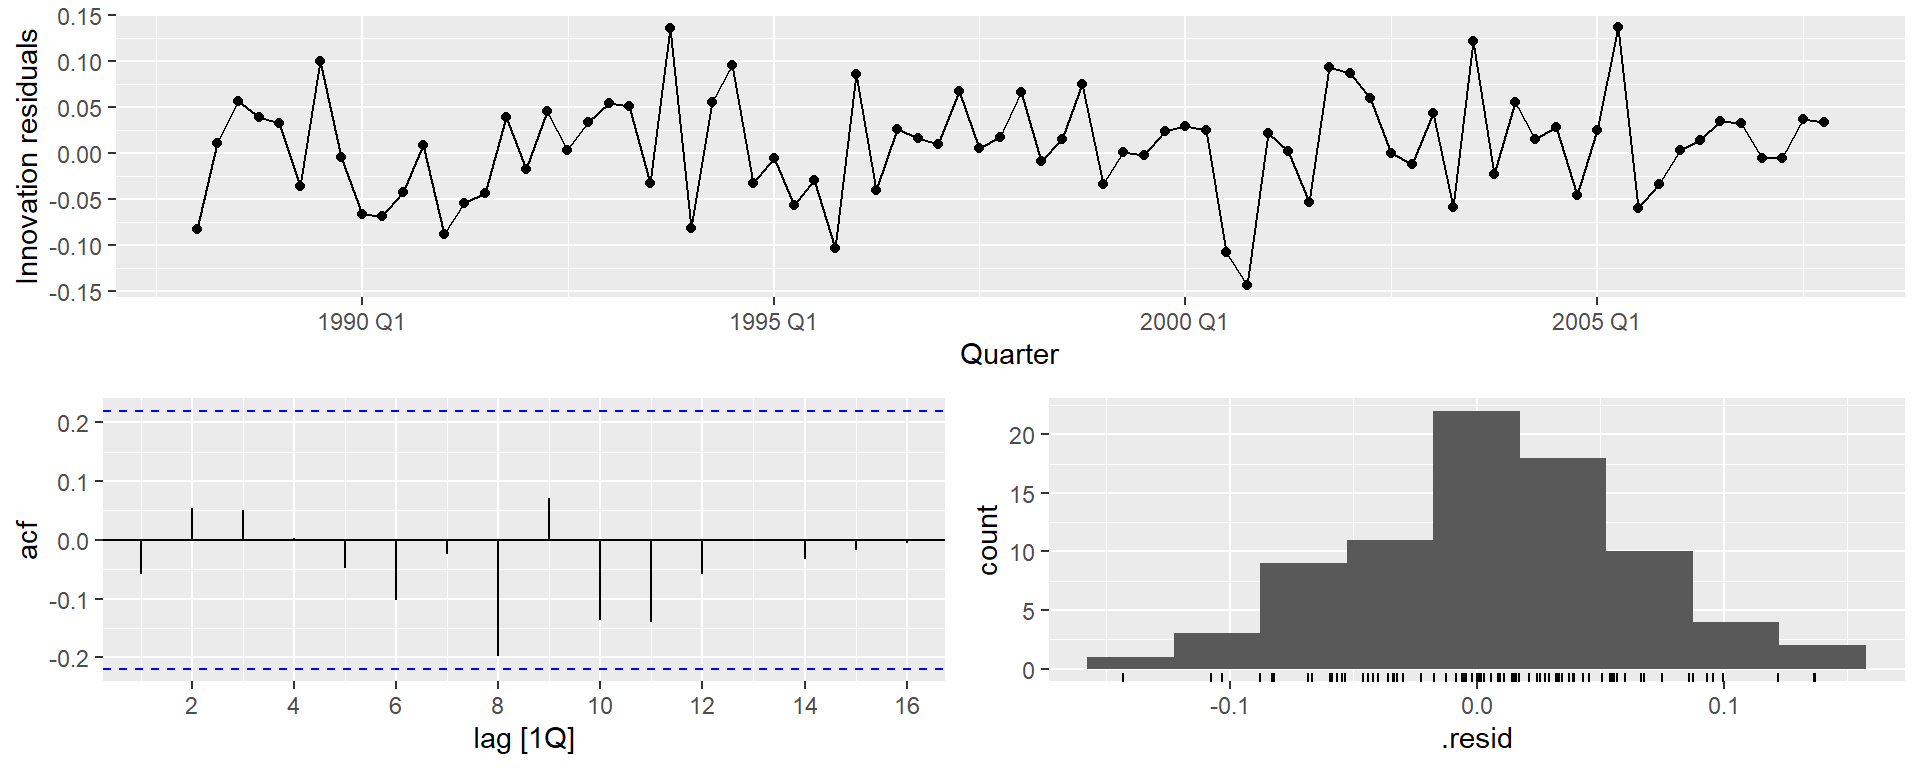 Innovation residuals
0.15
0.10
0.05
0.00
-0.05
-0.10
-0.15
1990 Q1 1995 Q1 2000 Q1 2005 Q1
Quarter
acf
0.2
0.1
0.0
-0.1
-0.2
2 4 6 8 10 12 14 16
lag [1Q]
count
20
15
10
5
0
-0.1 0.0 0.1
.resid